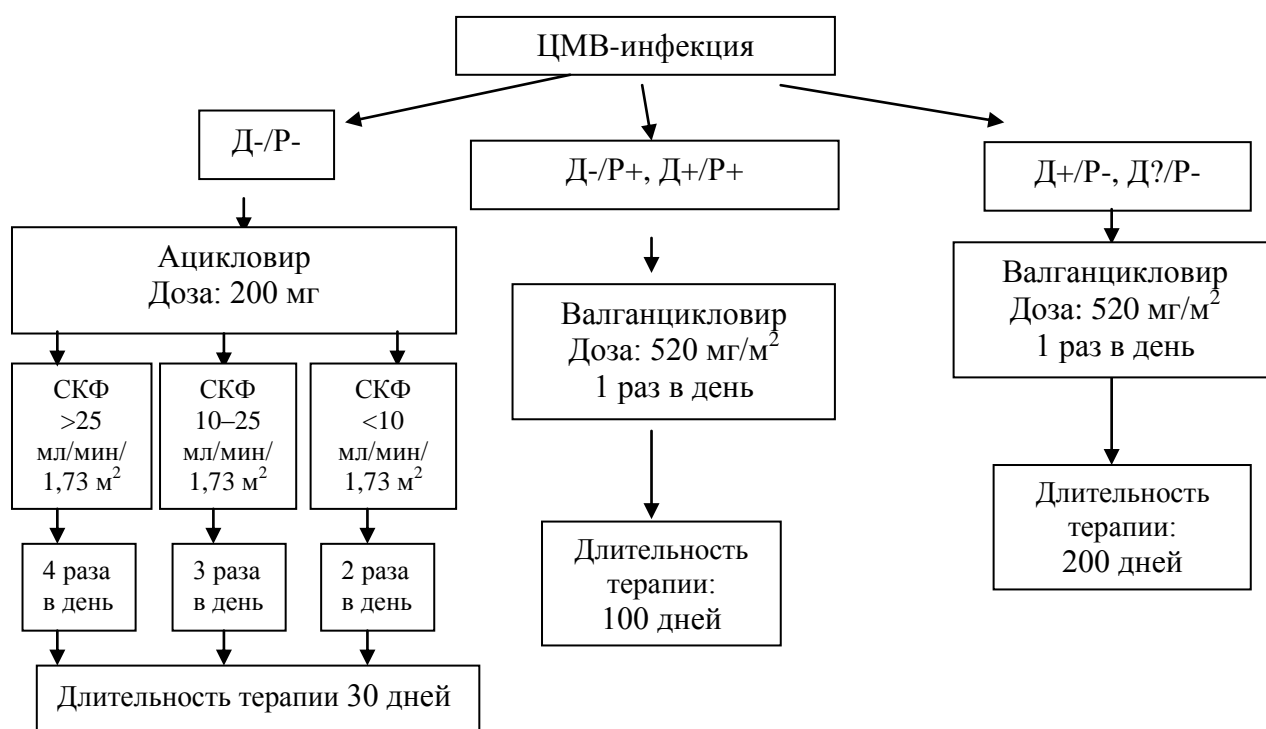 ЦМВ-инфекция
Д-/Р-
Д-/Р+, Д+/Р+
Д+/Р-, Д?/Р-
Ацикловир
Доза: 200 мг
СКФ
>25
мл/мин/
1,73 м²
СКФ
10–25
мл/мин/
1,73 м²
СКФ
<10
мл/мин/
1,73 м²
4 раза
в день
3 раза
в день
2 раза
в день
Длительность терапии 30 дней
Валганцикловир
Доза: 520 мг/м²
1 раз в день
Длительность
терапии:
100 дней
Валганцикловир
Доза: 520 мг/м²
1 раз в день
Длительность
терапии:
200 дней